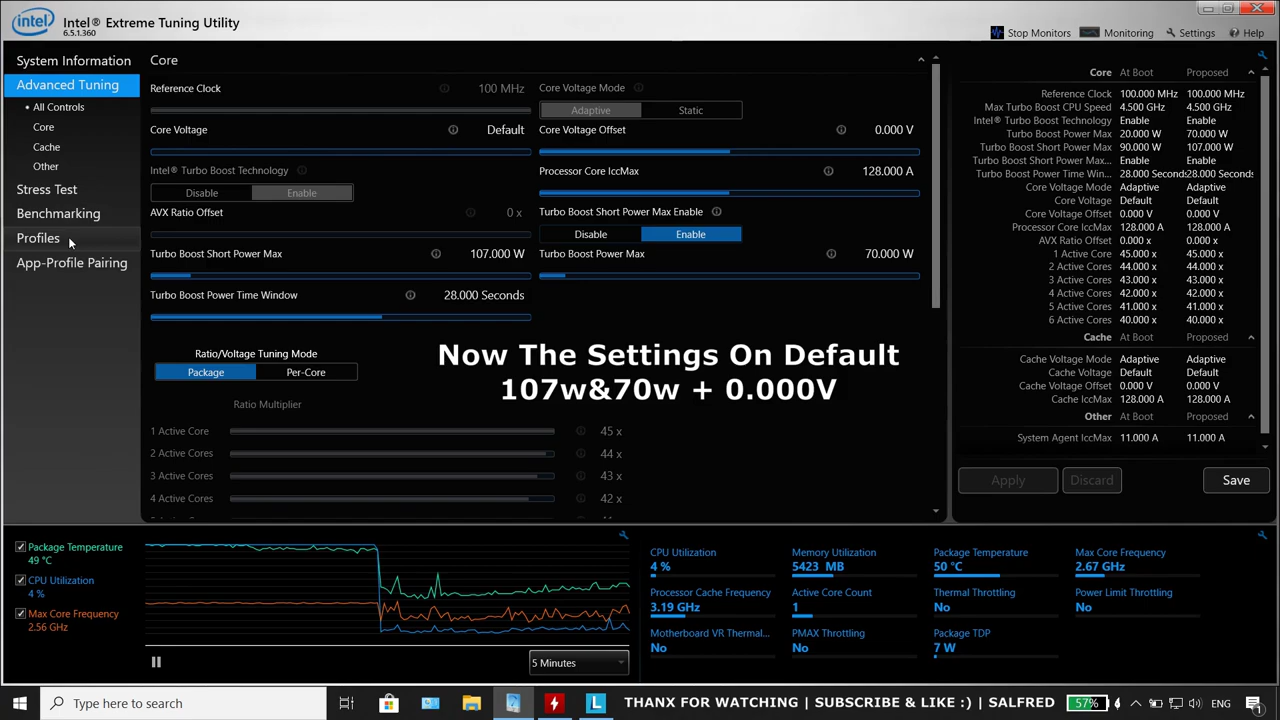 intel Intel® Extreme Tuning Utility
6.5.1.360
Stop Monitors Monitoring Settings Help
System Information
Advanced Tuning
• All Controls
Core
Cache
Other
Stress Test
Benchmarking
Profiles
App-Profile Pairing
Core
Reference Clock 100 MHz
Core Voltage Mode
Adaptive Static
Core Voltage Default
Core Voltage Offset 0.000 V
Intel® Turbo Boost Technology
Disable Enable
Processor Core IccMax 128.000 A
AVX Ratio Offset 0 x
Turbo Boost Short Power Max Enable
Disable Enable
Turbo Boost Short Power Max 107.000 W
Turbo Boost Power Max 70.000 W
Turbo Boost Power Time Window 28.000 Seconds
Ratio/Voltage Tuning Mode
Package Per-Core
Ratio Multiplier
1 Active Core 45 x
2 Active Cores 44 x
3 Active Cores 43 x
4 Active Cores 42 x
Now The Settings On Default
107w&70w + 0.000V
Core At Boot Proposed
Reference Clock 100.000 MHz 100.000 MHz
Max Turbo Boost CPU Speed 4.500 GHz 4.500 GHz
Intel® Turbo Boost Technology Enable Enable
Turbo Boost Power Max 20.000 W 70.000 W
Turbo Boost Short Power Max 90.000 W 107.000 W
Turbo Boost Short Power Max... Enable Enable
Turbo Boost Power Time Win... 28.000 Seconds 28.000 Seconds
Core Voltage Mode Adaptive Adaptive
Core Voltage Default Default
Core Voltage Offset 0.000 V 0.000 V
Processor Core IccMax 128.000 A 128.000 A
AVX Ratio Offset 0.000 x 0.000 x
1 Active Core 45.000 x 45.000 x
2 Active Cores 44.000 x 44.000 x
3 Active Cores 43.000 x 43.000 x
4 Active Cores 42.000 x 42.000 x
5 Active Cores 41.000 x 41.000 x
6 Active Cores 40.000 x 40.000 x
Cache At Boot Proposed
Cache Voltage Mode Adaptive Adaptive
Cache Voltage Default Default
Cache Voltage Offset 0.000 V 0.000 V
Cache IccMax 128.000 A 128.000 A
Other At Boot Proposed
System Agent IccMax 11.000 A 11.000 A
Apply Discard Save
Package Temperature
49 °C
CPU Utilization
4 %
Max Core Frequency
2.56 GHz
5 Minutes
CPU Utilization Memory Utilization Package Temperature Max Core Frequency
4 % 5423 MB 50 °C 2.67 GHz
Processor Cache Frequency Active Core Count Thermal Throttling Power Limit Throttling
3.19 GHz 1 No No
Motherboard VR Thermal... PMAX Throttling Package TDP
No No 7 W
Type here to search
L
THANX FOR WATCHING | SUBSCRIBE & LIKE :) | SALFRED
57%
ENG
1